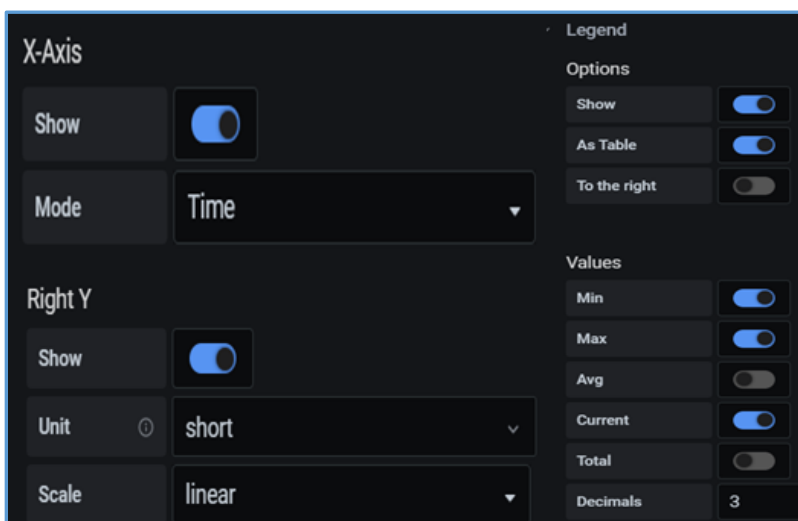 X-Axis
Show
Mode Time
Right Y
Show
Unit short
Scale linear
Legend
Options
Show
As Table
To the right
Values
Min
Max
Avg
Current
Total
Decimals 3